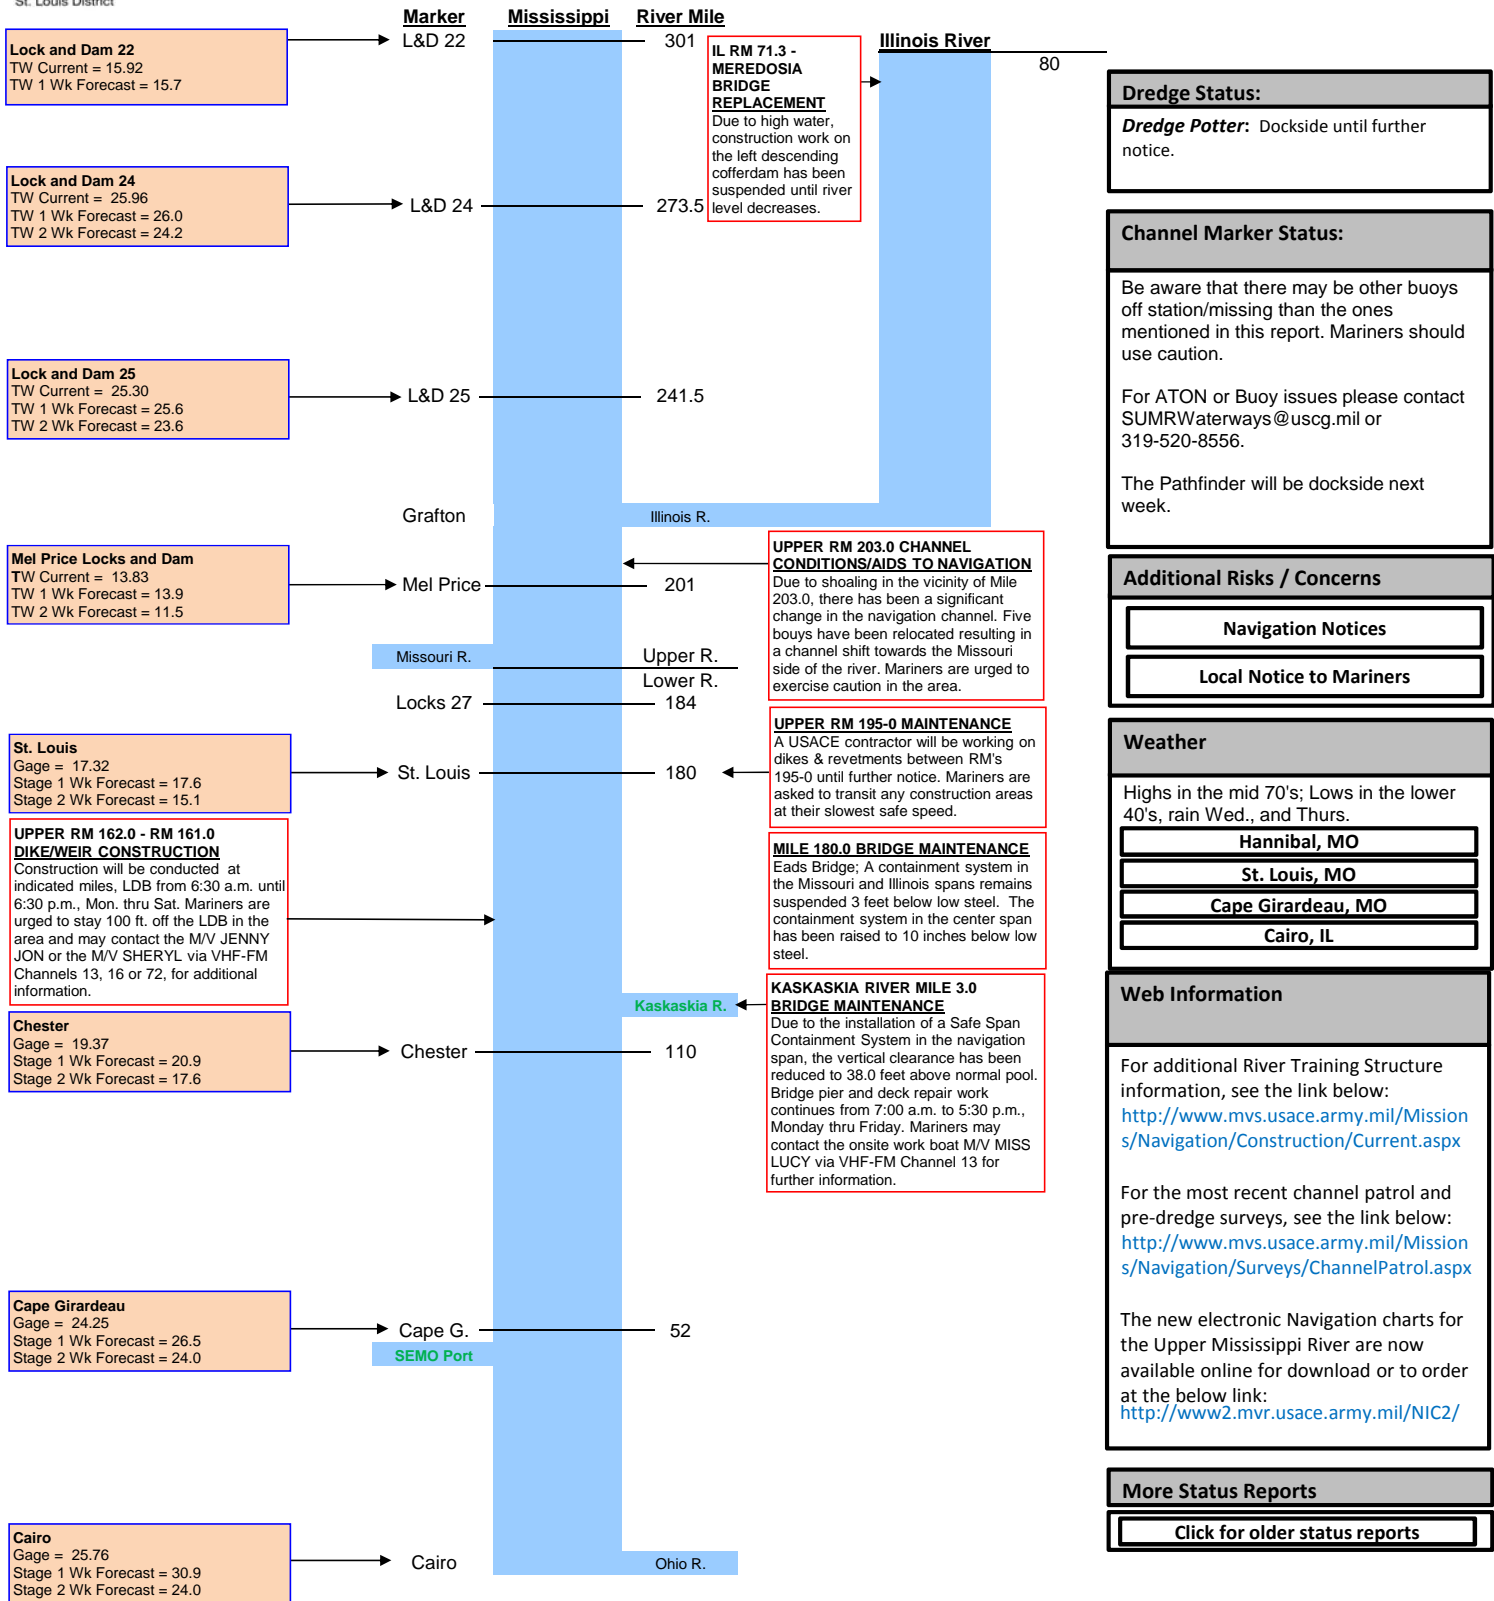 St. Louis District
Marker
Mississippi
River Mile
Lock and Dam 22
TW Current = 15.92
TW 1 Wk Forecast = 15.7
L&D 22
301
IL RM 71.3 -
MEREDOSIA
BRIDGE
REPLACEMENT
Due to high water,
construction work on
the left descending
cofferdam has been
suspended until river
level decreases.
Illinois River
80
Lock and Dam 24
TW Current = 25.96
TW 1 Wk Forecast = 26.0
TW 2 Wk Forecast = 24.2
L&D 24
273.5
Lock and Dam 25
TW Current = 25.30
TW 1 Wk Forecast = 25.6
TW 2 Wk Forecast = 23.6
L&D 25
241.5
Grafton
Illinois R.
Mel Price Locks and Dam
TW Current = 13.83
TW 1 Wk Forecast = 13.9
TW 2 Wk Forecast = 11.5
Mel Price
201
UPPER RM 203.0 CHANNEL
CONDITIONS/AIDS TO NAVIGATION
Due to shoaling in the vicinity of Mile
203.0, there has been a significant
change in the navigation channel. Five
bouys have been relocated resulting in
a channel shift towards the Missouri
side of the river. Mariners are urged to
exercise caution in the area.
Missouri R.
Upper R.
Lower R.
Locks 27
184
St. Louis
Gage = 17.32
Stage 1 Wk Forecast = 17.6
Stage 2 Wk Forecast = 15.1
St. Louis
180
UPPER RM 195-0 MAINTENANCE
A USACE contractor will be working on
dikes & revetments between RM's
195-0 until further notice. Mariners are
asked to transit any construction areas
at their slowest safe speed.
UPPER RM 162.0 - RM 161.0
DIKE/WEIR CONSTRUCTION
Construction will be conducted at
indicated miles, LDB from 6:30 a.m. until
6:30 p.m., Mon. thru Sat. Mariners are
urged to stay 100 ft. off the LDB in the
area and may contact the M/V JENNY
JON or the M/V SHERYL via VHF-FM
Channels 13, 16 or 72, for additional
information.
MILE 180.0 BRIDGE MAINTENANCE
Eads Bridge; A containment system in
the Missouri and Illinois spans remains
suspended 3 feet below low steel. The
containment system in the center span
has been raised to 10 inches below low
steel.
Kaskaskia R.
KASKASKIA RIVER MILE 3.0
BRIDGE MAINTENANCE
Due to the installation of a Safe Span
Containment System in the navigation
span, the vertical clearance has been
reduced to 38.0 feet above normal pool.
Bridge pier and deck repair work
continues from 7:00 a.m. to 5:30 p.m.,
Monday thru Friday. Mariners may
contact the onsite work boat M/V MISS
LUCY via VHF-FM Channel 13 for
further information.
Chester
Gage = 19.37
Stage 1 Wk Forecast = 20.9
Stage 2 Wk Forecast = 17.6
Chester
110
Cape Girardeau
Gage = 24.25
Stage 1 Wk Forecast = 26.5
Stage 2 Wk Forecast = 24.0
Cape G.
52
SEMO Port
Cairo
Gage = 25.76
Stage 1 Wk Forecast = 30.9
Stage 2 Wk Forecast = 24.0
Cairo
Ohio R.
Dredge Status:
Dredge Potter: Dockside until further
notice.
Channel Marker Status:
Be aware that there may be other buoys
off station/missing than the ones
mentioned in this report. Mariners should
use caution.
For ATON or Buoy issues please contact
SUMRWaterways@uscg.mil or
319-520-8556.
The Pathfinder will be dockside next
week.
Additional Risks / Concerns
Navigation Notices
Local Notice to Mariners
Weather
Highs in the mid 70's; Lows in the lower
40's, rain Wed., and Thurs.
Hannibal, MO
St. Louis, MO
Cape Girardeau, MO
Cairo, IL
Web Information
For additional River Training Structure
information, see the link below:
http://www.mvs.usace.army.mil/Mission
s/Navigation/Construction/Current.aspx
For the most recent channel patrol and
pre-dredge surveys, see the link below:
http://www.mvs.usace.army.mil/Mission
s/Navigation/Surveys/ChannelPatrol.aspx
The new electronic Navigation charts for
the Upper Mississippi River are now
available online for download or to order
at the below link:
http://www2.mvr.usace.army.mil/NIC2/
More Status Reports
Click for older status reports